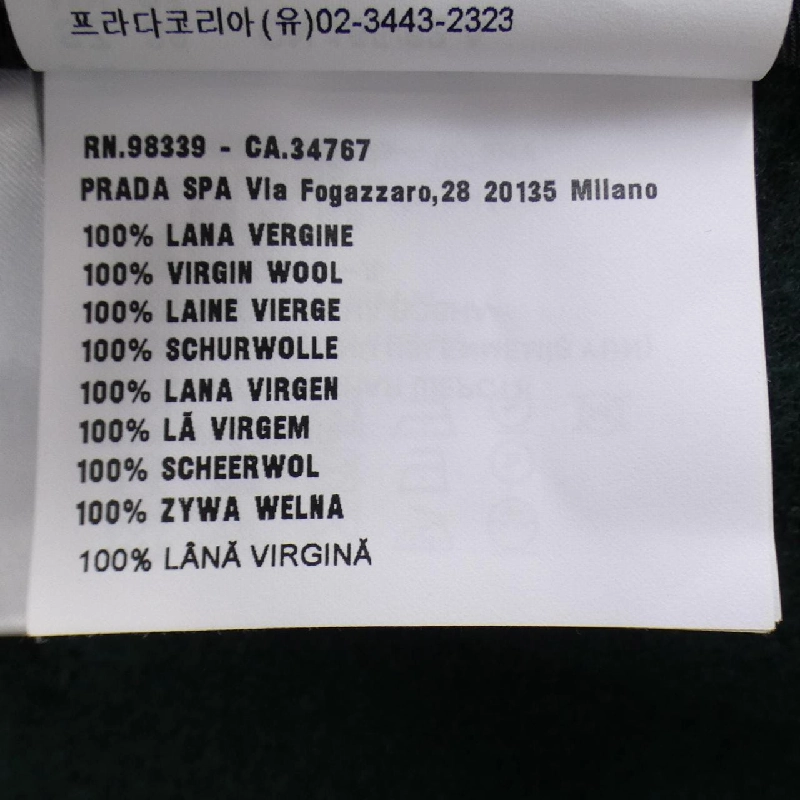 프라다코리아(유)02-3443-2323
RN.98339 - CA.34767
PRADA SPA VIa Fogazzaro,28 20135 MIlano
100% LANA VERGINE
100% VIRGIN WOOL
100% LAINE VIERGE
100% SCHURWOLLE
100% LANA VIRGEN
100% LÃ VIRGEM
100% SCHEERWOL
100% ZYWA WELNA
100% LÂNĂ VIRGINĂ